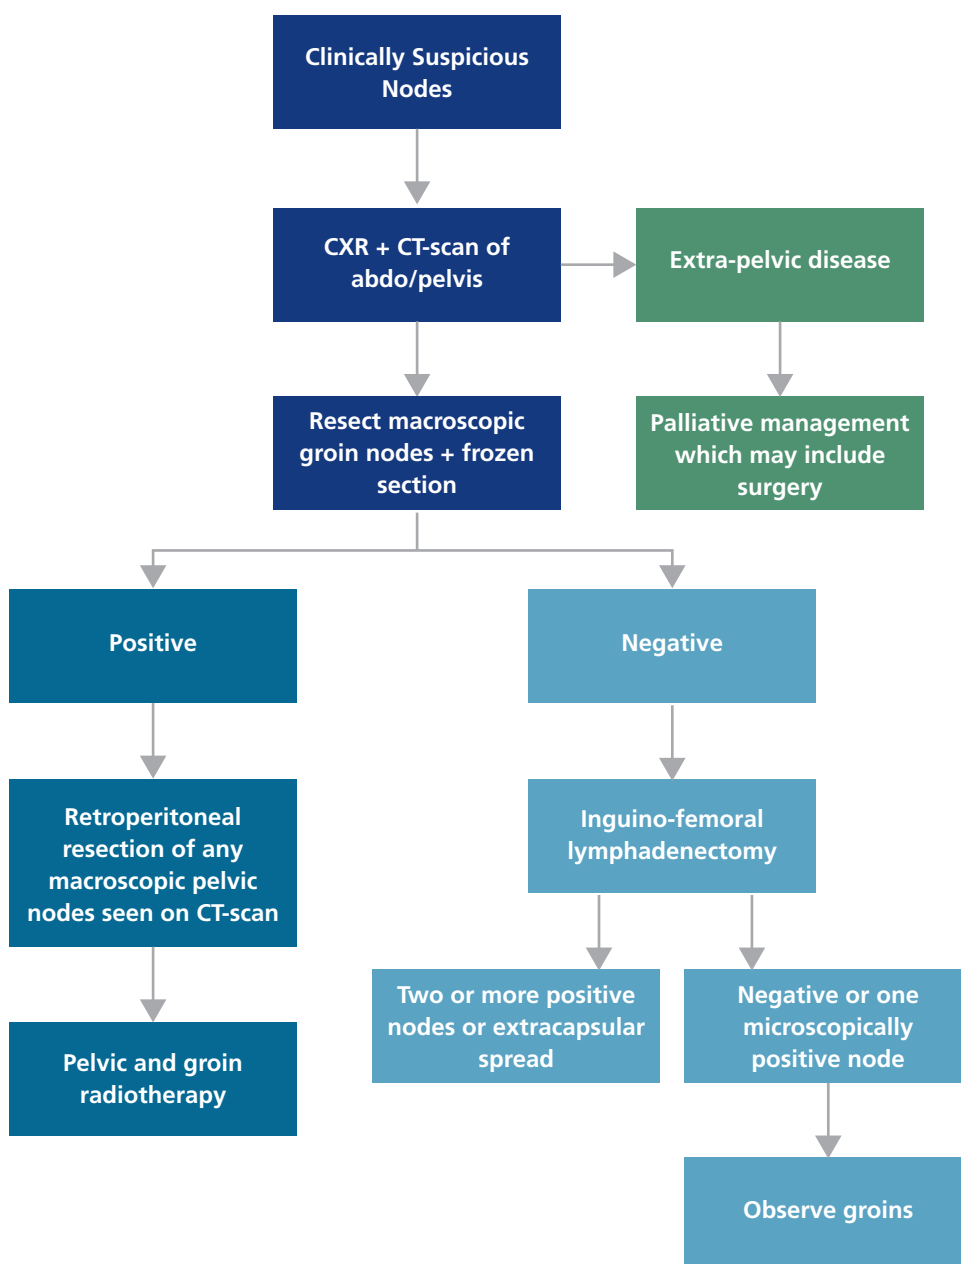 Clinically Suspicious
Nodes
CXR + CT-scan of
abdo/pelvis
Extra-pelvic disease
Resect macroscopic
groin nodes + frozen
section
Palliative management
which may include
surgery
Positive
Negative
Retroperitoneal
resection of any
macroscopic pelvic
nodes seen on CT-scan
Inguino-femoral
lymphadenectomy
Pelvic and groin
radiotherapy
Two or more positive
nodes or extracapsular
spread
Negative or one
microscopically
positive node
Observe groins